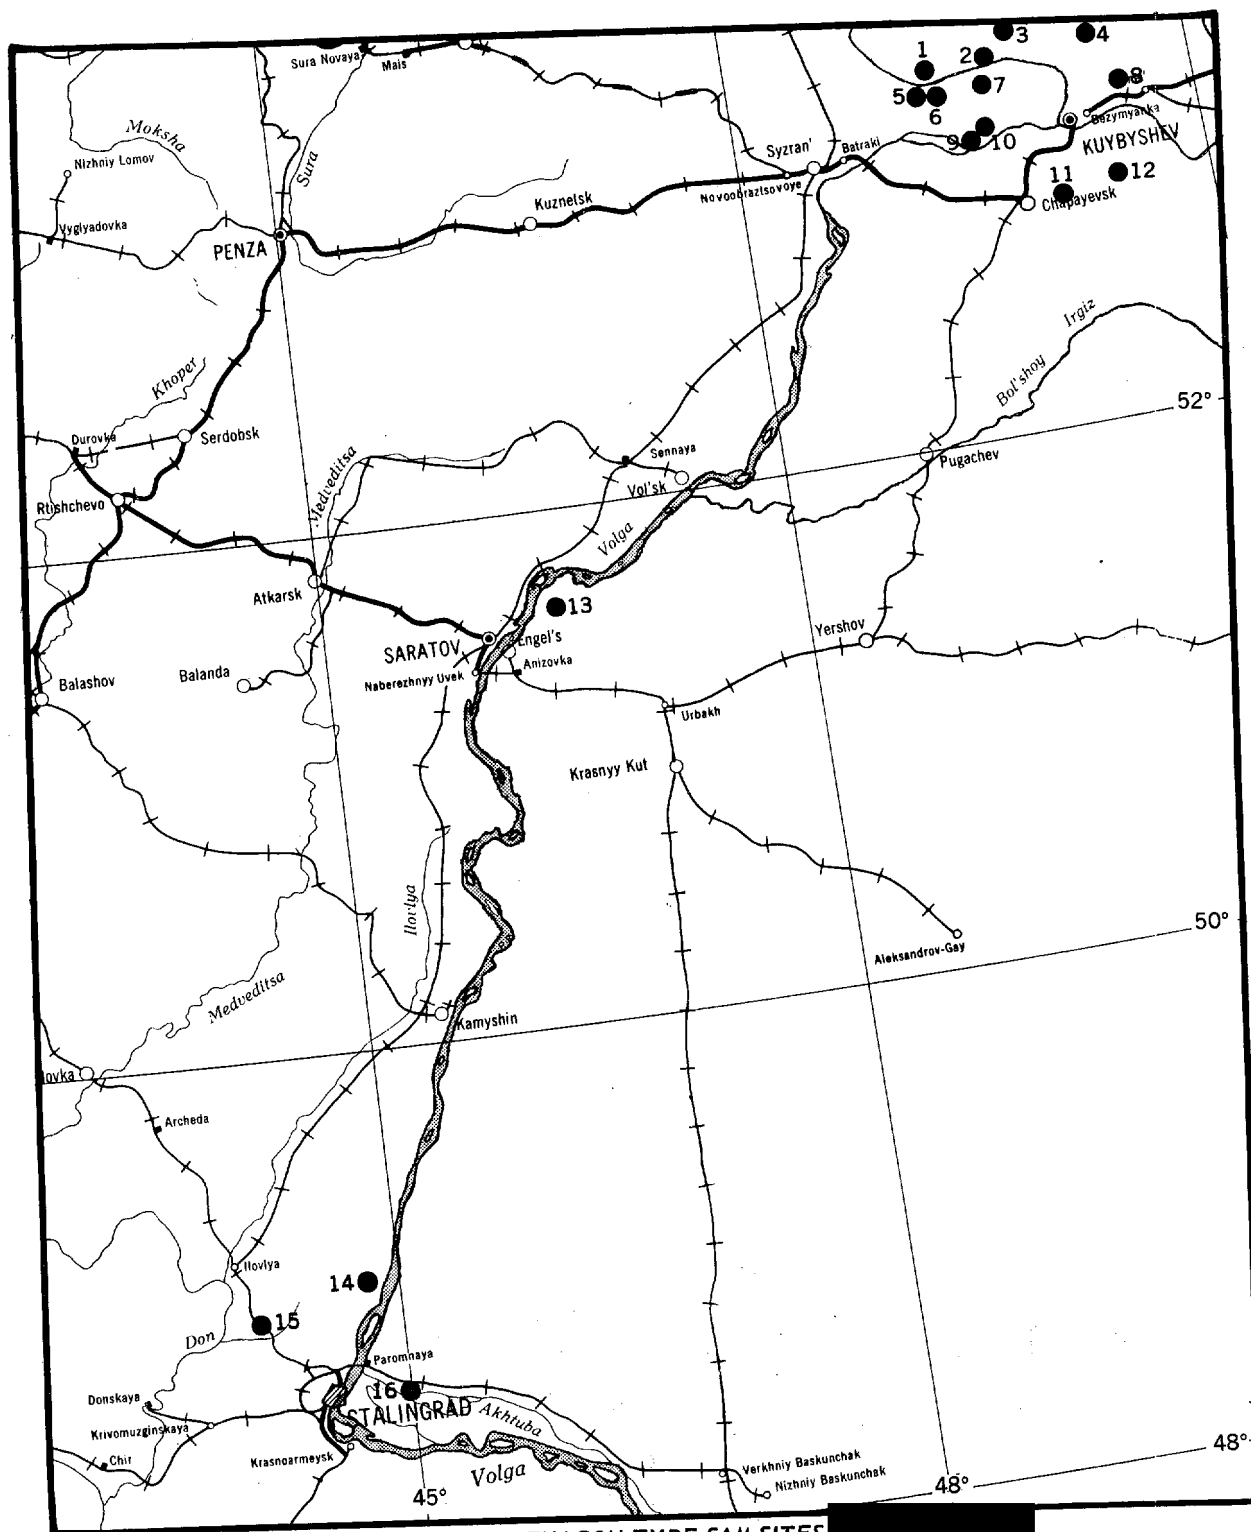 Sura Novaya
Mais
3
4
1
2
7
8
5
6
Bezymyanka
KUYBYSHEV
9
10
Moksha
Nizhniy Lomov
Sura
Syzran'
Batraki
11
12
Novoobraztsovoye
Chapayevsk
Kuznetsk
Vyglyadovka
PENZA
Irgiz
Bol'shoy
Khoper
52°
Durovka
Serdobsk
Medveditsa
Sennaya
Pugachev
Vol'sk
Rtishchevo
Volga
Atkarsk
13
Yershov
SARATOV
Engel's
Anizovka
Balanda
Naberezhnyy Uvek
Balashov
Urbakh
Krasnyy Kut
Ilovlya
50°
Aleksandrov-Gay
Medveditsa
Kamyshin
lovka
Archeda
Ilovlya
14
15
Don
Paromnaya
16
Donskaya
STALINGRAD
Akhtuba
Krivomuzginskaya
Chir
Krasnoarmeysk
Volga
Verkhniy Baskunchak
Nizhniy Baskunchak
48°
45°
48°
SAM SITES